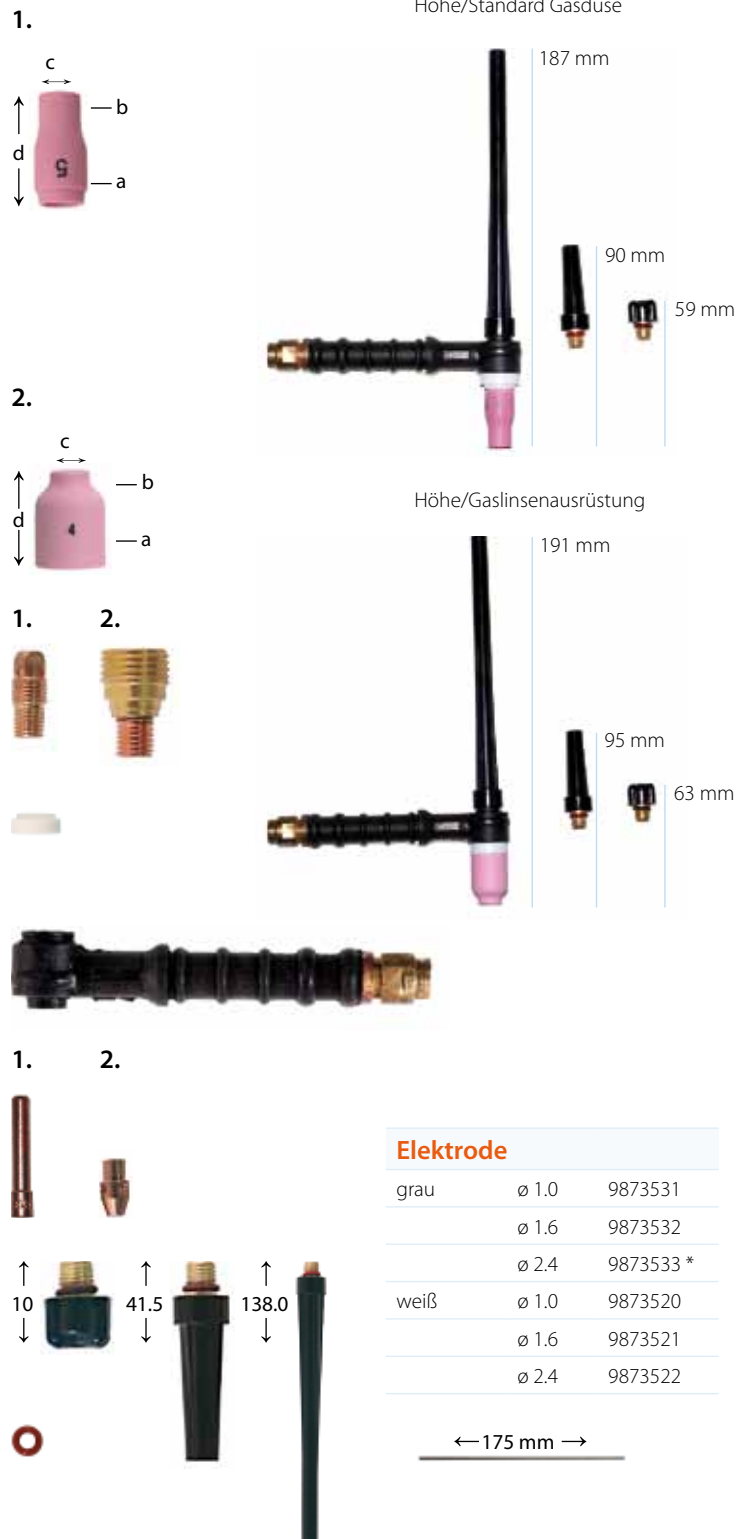 Höhe/Standard Gasdüse
1.
c
b
d
a
5
187 mm
90 mm
59 mm
2.
c
b
d
a
4
Höhe/Gaslinsenausrüstung
191 mm
95 mm
63 mm
1. 2.
1. 2.
10
41.5
138.0
Elektrode
grau ø 1.0 9873531
ø 1.6 9873532
ø 2.4 9873533 *
weiß ø 1.0 9873520
ø 1.6 9873521
ø 2.4 9873522
175 mm